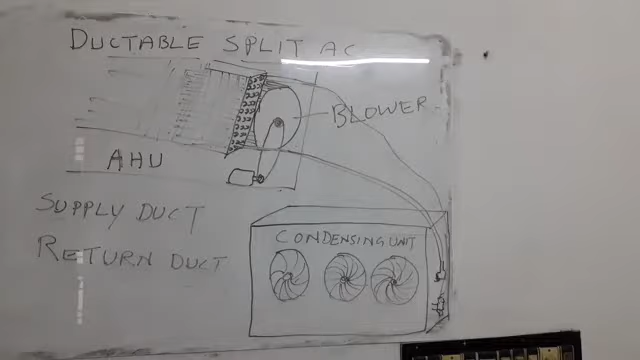 DUCTABLE SPLIT AC
BLOWER
AHU
SUPPLY DUCT
RETURN DUCT
CONDENSING UNIT